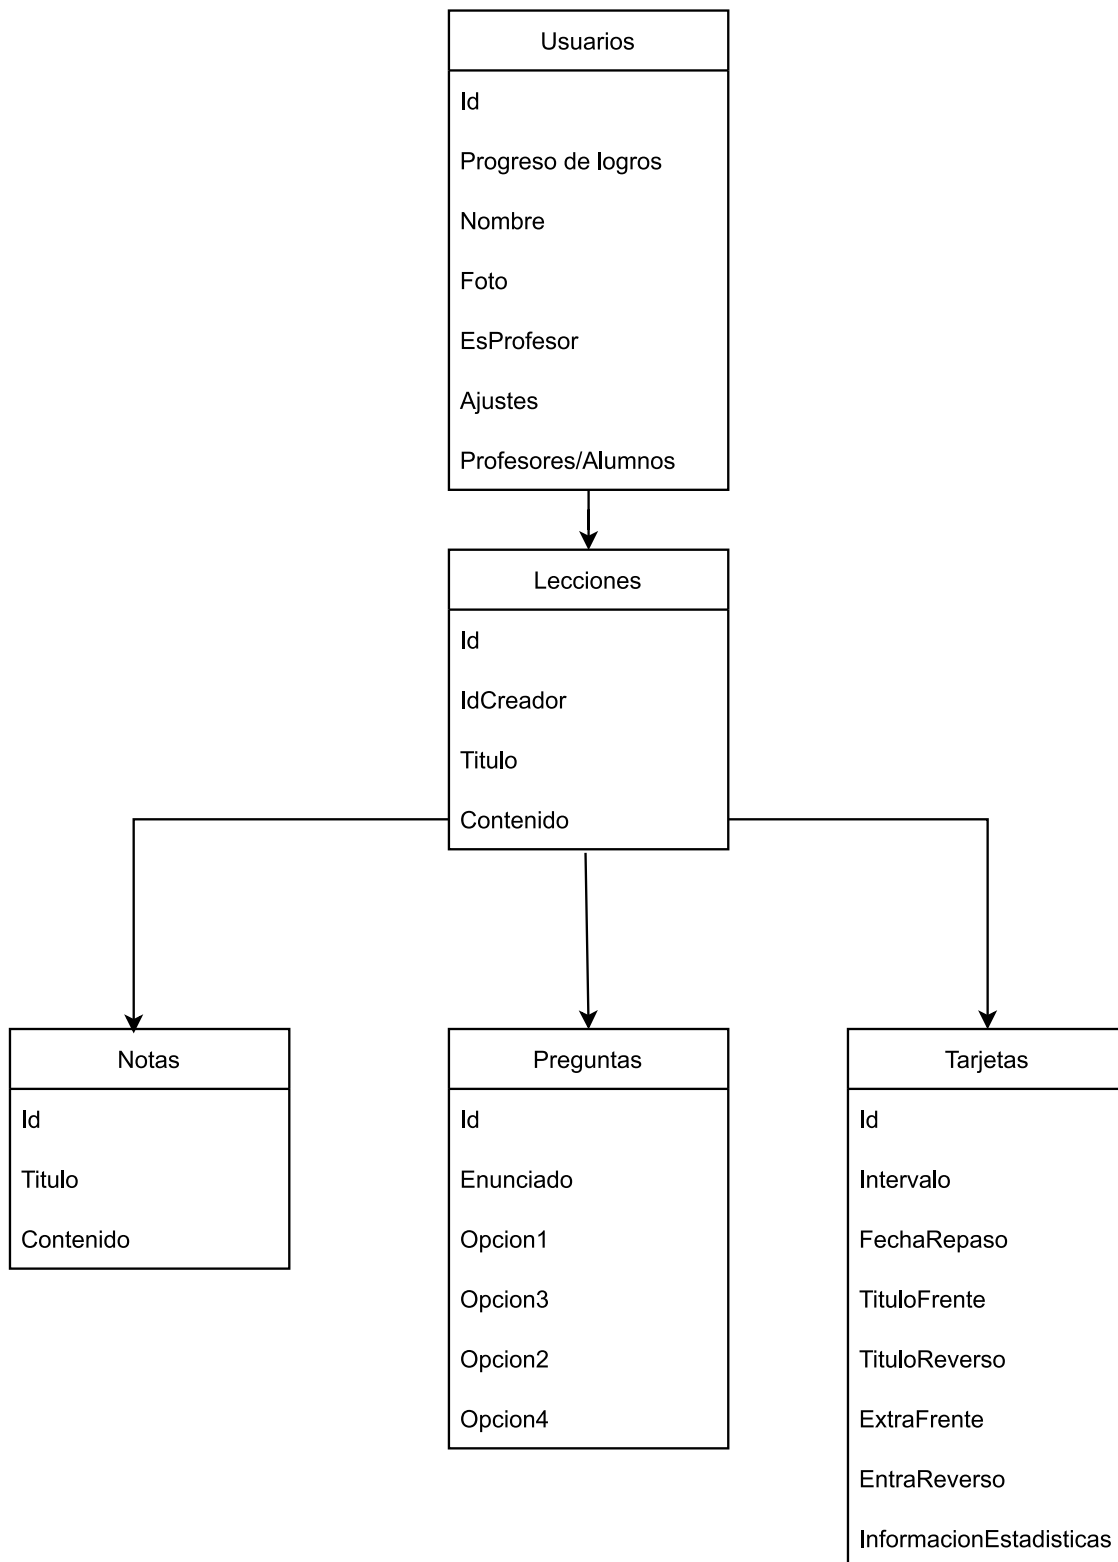 Usuarios
Id
Progreso de logros
Nombre
Foto
EsProfesor
Ajustes
Profesores/Alumnos
Lecciones
Id
IdCreador
Titulo
Contenido
Notas
Id
Titulo
Contenido
Preguntas
Id
Enunciado
Opcion1
Opcion3
Opcion2
Opcion4
Tarjetas
Id
Intervalo
FechaRepaso
TituloFrente
TituloReverso
ExtraFrente
EntraReverso
InformacionEstadisticas